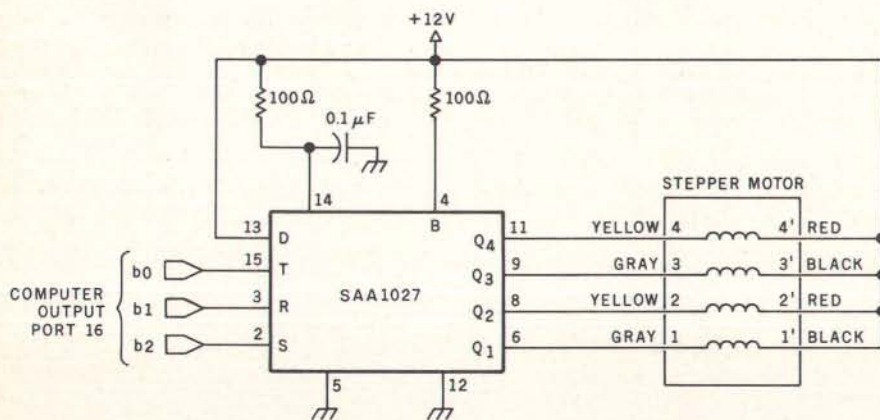 +12V
100Ω
100Ω
0.1μF
STEPPER MOTOR
14
4
13
D
B
Q4
11
YELLOW
4
4'
RED
b0
15
T
Q3
9
GRAY
3
3'
BLACK
COMPUTER
OUTPUT
PORT 16
b1
3
R
SAA1027
Q2
8
YELLOW
2
2'
RED
b2
2
S
Q1
6
GRAY
1
1'
BLACK
5
12